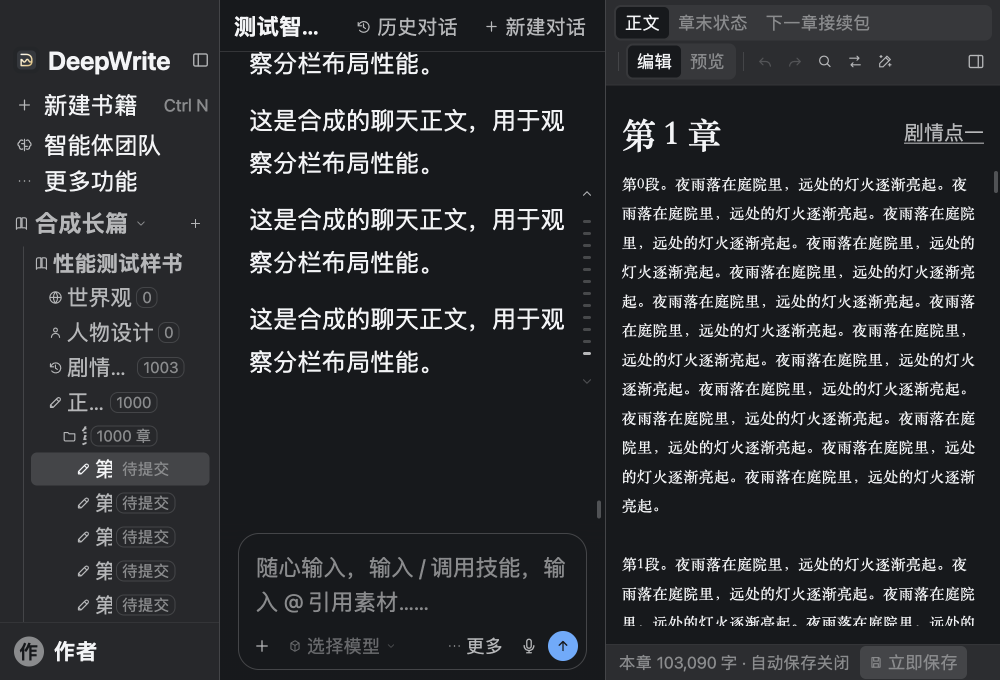 DeepWrite
新建书籍 Ctrl N
智能体团队
更多功能
合成长篇
性能测试样书
世界观 0
人物设计 0
剧情... 1003
正... 1000
1000 章
第 待提交
第 待提交
第 待提交
第 待提交
第 待提交
作 作者
测试智... 历史对话 新建对话
察分栏布局性能。
这是合成的聊天正文，用于观
察分栏布局性能。
这是合成的聊天正文，用于观
察分栏布局性能。
这是合成的聊天正文，用于观
察分栏布局性能。
随心输入，输入 / 调用技能，输
入 @ 引用素材......
选择模型 ... 更多
正文 章末状态 下一章接续包
编辑 预览
第 1 章 剧情点一
第0段。夜雨落在庭院里，远处的灯火逐渐亮起。夜
雨落在庭院里，远处的灯火逐渐亮起。夜雨落在庭院
里，远处的灯火逐渐亮起。夜雨落在庭院里，远处的
灯火逐渐亮起。夜雨落在庭院里，远处的灯火逐渐亮
起。夜雨落在庭院里，远处的灯火逐渐亮起。夜雨落
在庭院里，远处的灯火逐渐亮起。夜雨落在庭院里，
远处的灯火逐渐亮起。夜雨落在庭院里，远处的灯火
逐渐亮起。夜雨落在庭院里，远处的灯火逐渐亮起。
夜雨落在庭院里，远处的灯火逐渐亮起。夜雨落在庭
院里，远处的灯火逐渐亮起。夜雨落在庭院里，远处
的灯火逐渐亮起。夜雨落在庭院里，远处的灯火逐渐
亮起。
第1段。夜雨落在庭院里，远处的灯火逐渐亮起。夜
雨落在庭院里，远处的灯火逐渐亮起。夜雨落在庭院
里，远处的灯火逐渐亮起。夜雨落在庭院里，远处的
本章 103,090 字 · 自动保存关闭 立即保存